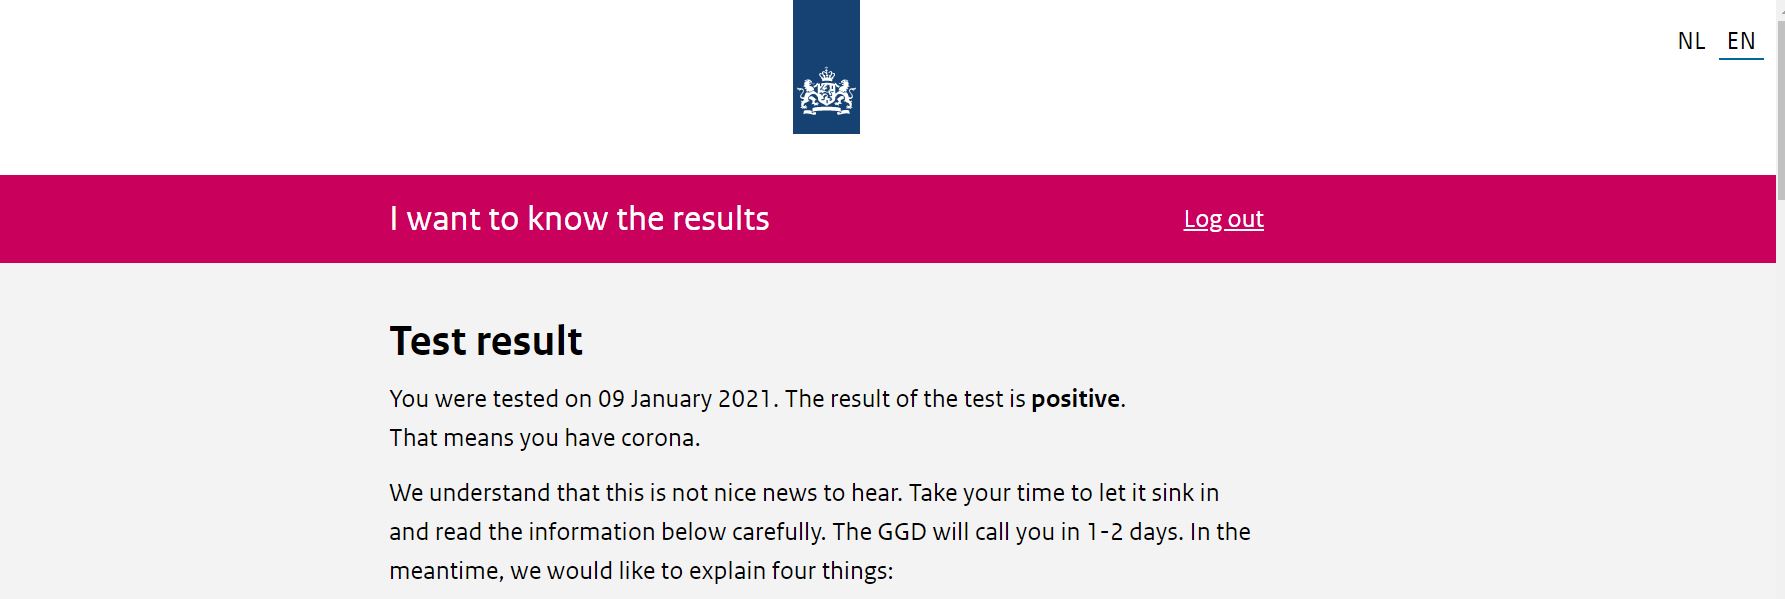 NL EN
I want to know the results Log out
Test result
You were tested on 09 January 2021. The result of the test is positive.
That means you have corona.
We understand that this is not nice news to hear. Take your time to let it sink in
and read the information below carefully. The GGD will call you in 1-2 days. In the
meantime, we would like to explain four things: